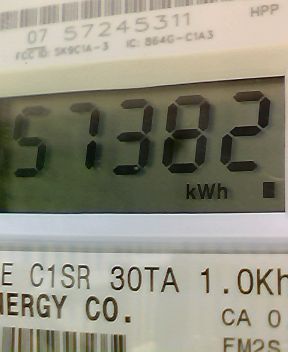 HPP
07 57245311
FCC ID: SK9C1A-3 IC: 864G-C1A3
57382
kWh
E C1SR 30TA 1.0Kh
NERGY CO.
CA 0
FM2S